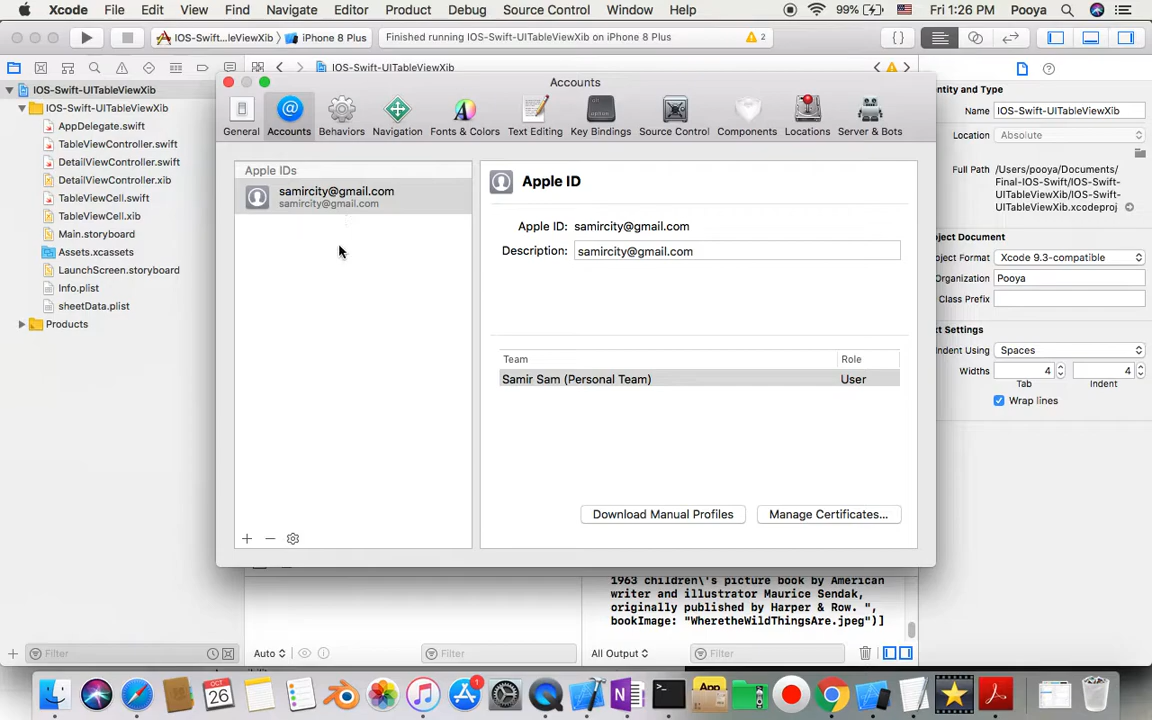 Xcode File Edit View Find Navigate Editor Product Debug Source Control Window Help 99% Fri 1:26 PM Pooya
IOS-Swift...leViewXib iPhone 8 Plus Finished running IOS-Swift-UITableViewXib on iPhone 8 Plus 2
IOS-Swift-UITableViewXib
Accounts
General Accounts Behaviors Navigation Fonts & Colors Text Editing Key Bindings Source Control Components Locations Server & Bots
IOS-Swift-UITableViewXib
IOS-Swift-UITableViewXib
AppDelegate.swift
TableViewController.swift
DetailViewController.swift
DetailViewController.xib
TableViewCell.swift
TableViewCell.xib
Main.storyboard
Assets.xcassets
LaunchScreen.storyboard
Info.plist
sheetData.plist
Products
Apple IDs
samircity@gmail.com
samircity@gmail.com
Apple ID
Apple ID: samircity@gmail.com
Description: samircity@gmail.com
Team Role
Samir Sam (Personal Team) User
Download Manual Profiles Manage Certificates...
entity and Type
Name IOS-Swift-UITableViewXib
Location Absolute
Full Path /Users/pooya/Documents/
Final-IOS-Swift/IOS-Swift-
UITableViewXib/IOS-Swift-
UITableViewXib.xcodeproj
oject Document
oject Format Xcode 9.3-compatible
Organization Pooya
Class Prefix
xt Settings
Indent Using Spaces
Widths 4 4
Tab Indent
Wrap lines
1963 children\'s picture book by American
writer and illustrator Maurice Sendak,
originally published by Harper & Row. ",
bookImage: "WheretheWildThingsAre.jpeg")]
Filter Auto Filter All Output Filter
OCT
26
1
App